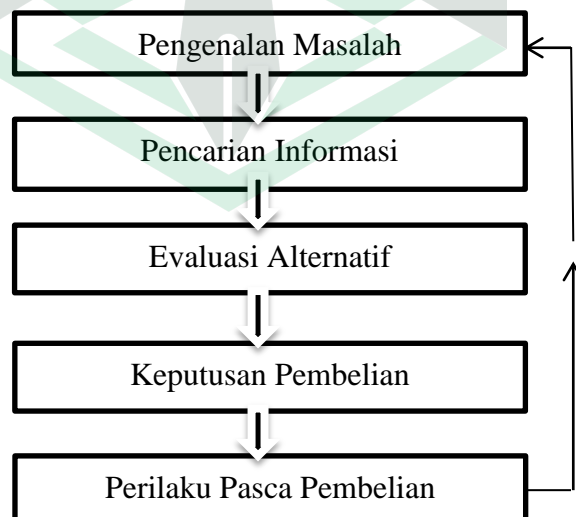 Pengenalan Masalah
Pencarian Informasi
Evaluasi Alternatif
Keputusan Pembelian
Perilaku Pasca Pembelian